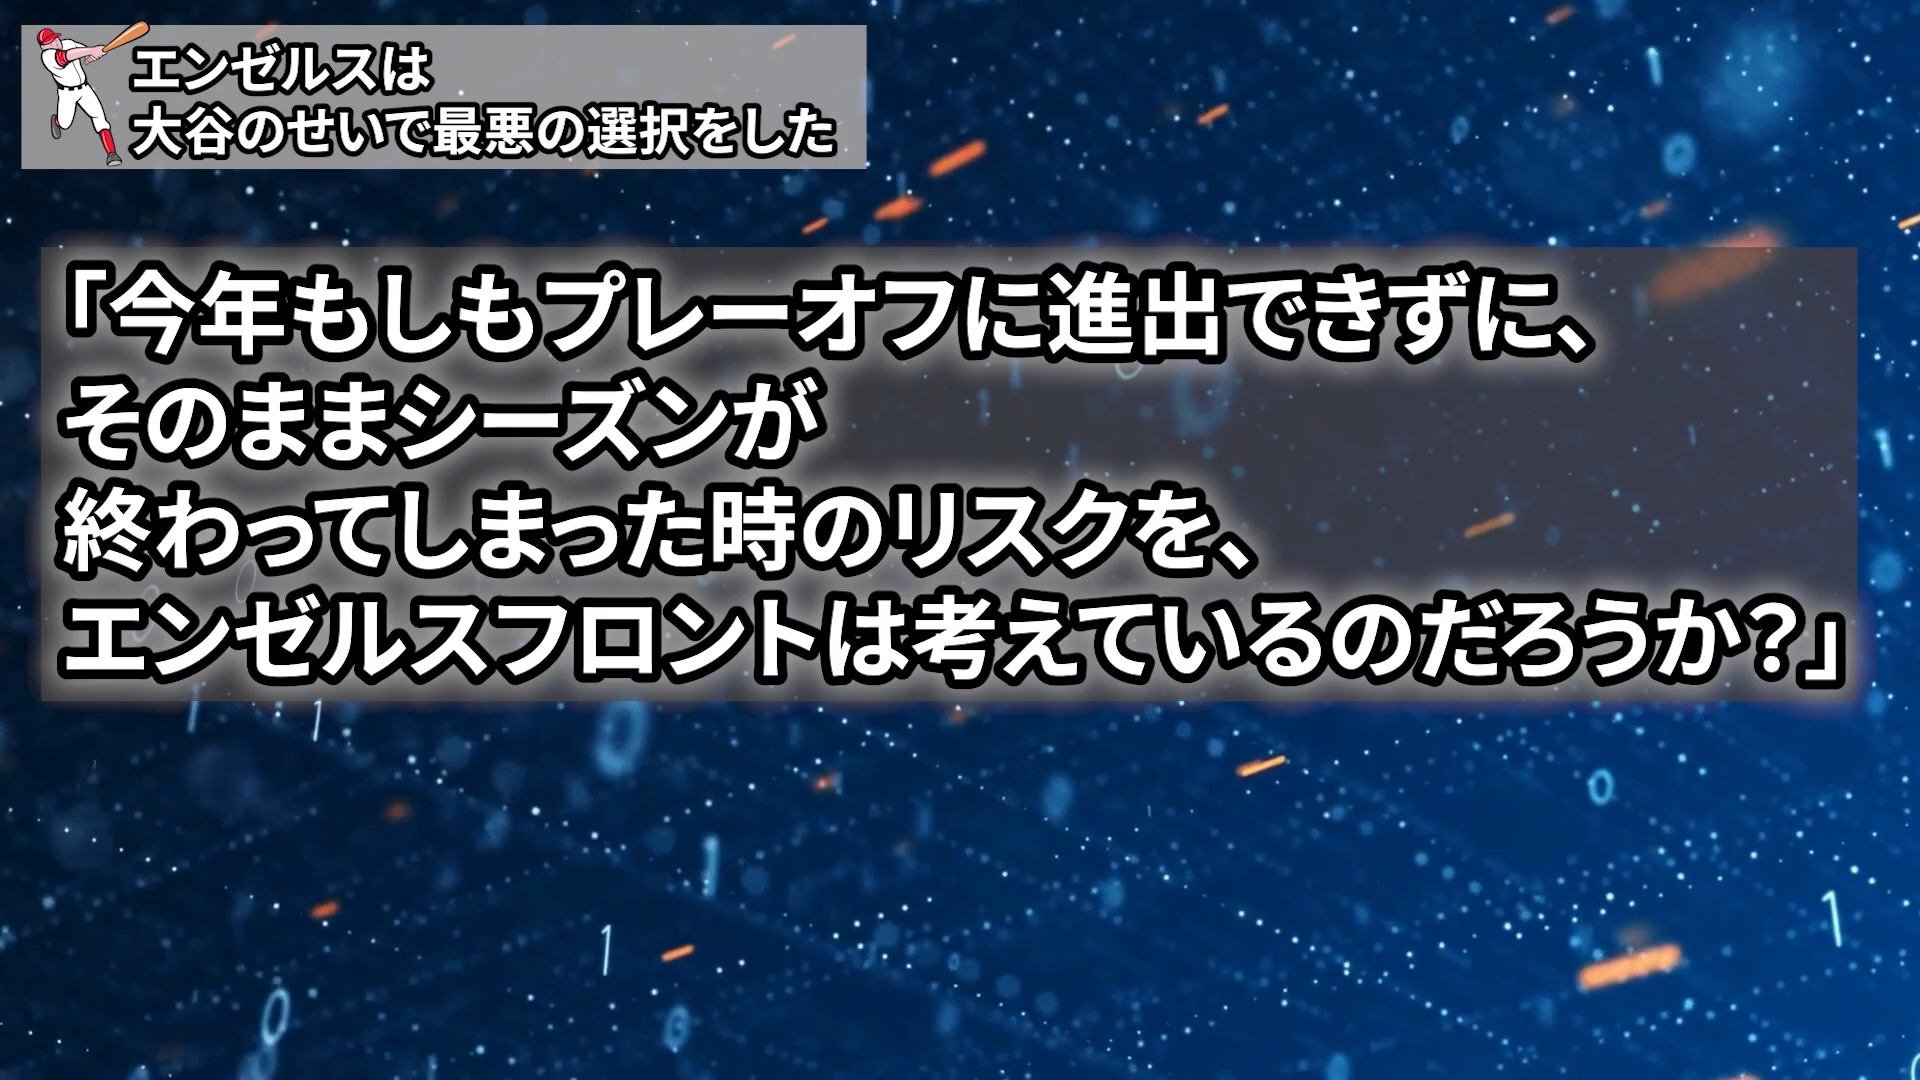 エンゼルスは
大谷のせいで最悪の選択をした
「今年もしもプレーオフに進出できずに、
そのままシーズンが
終わってしまった時のリスクを、
エンゼルスフロントは考えているのだろうか？」